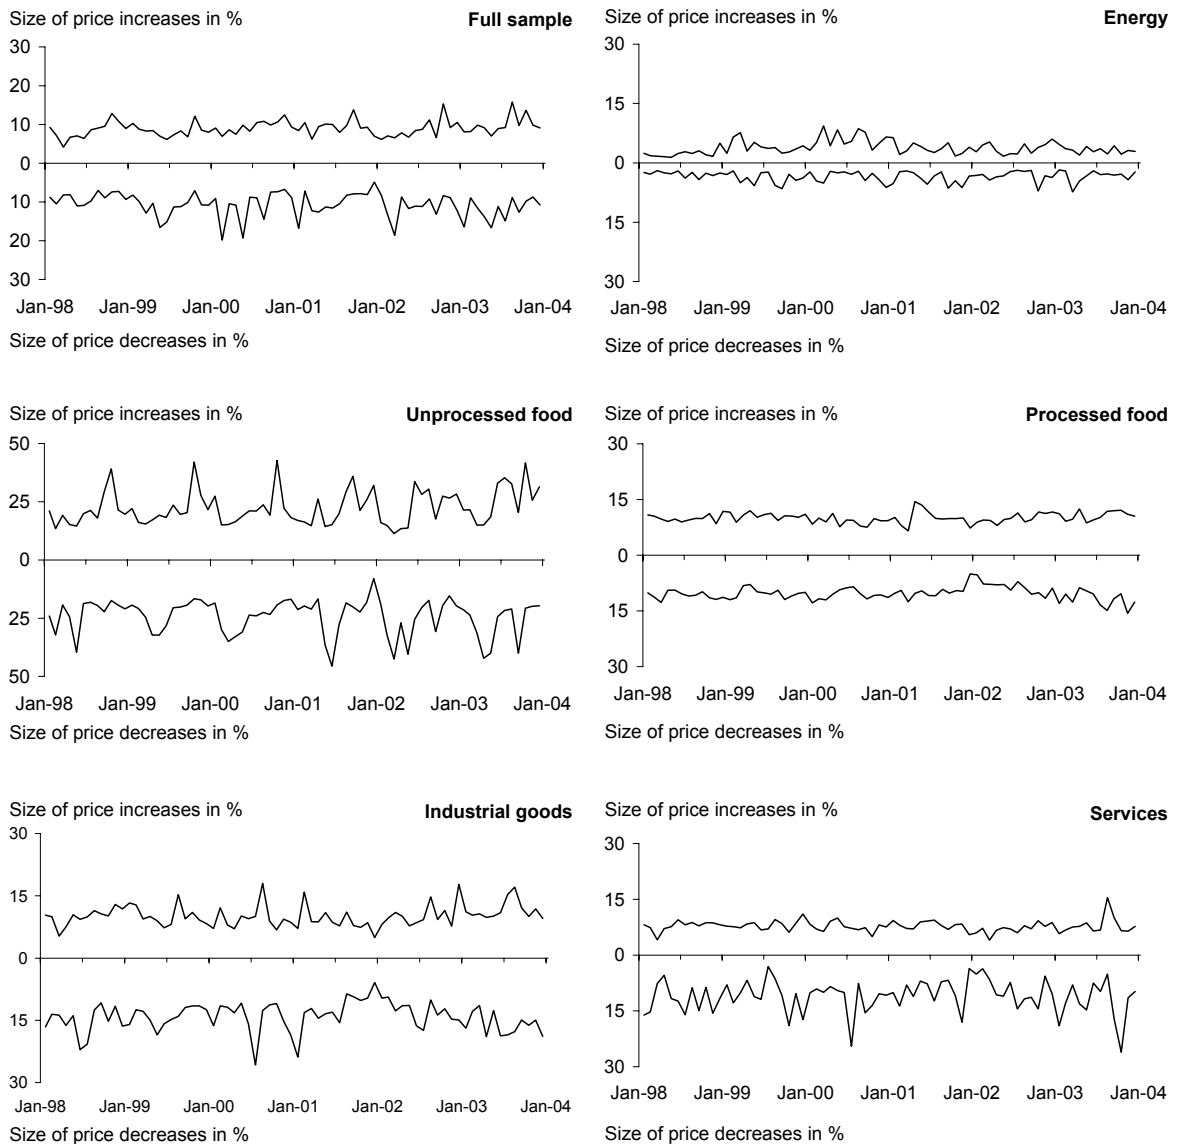 Size of price increases in %
Full sample
30
20
10
0
10
20
30
Jan-98 Jan-99 Jan-00 Jan-01 Jan-02 Jan-03 Jan-04
Size of price decreases in %
Size of price increases in %
Energy
30
15
0
15
30
Jan-98 Jan-99 Jan-00 Jan-01 Jan-02 Jan-03 Jan-04
Size of price decreases in %
Size of price increases in %
Unprocessed food
50
25
0
25
50
Jan-98 Jan-99 Jan-00 Jan-01 Jan-02 Jan-03 Jan-04
Size of price decreases in %
Size of price increases in %
Processed food
30
15
0
15
30
Jan-98 Jan-99 Jan-00 Jan-01 Jan-02 Jan-03 Jan-04
Size of price decreases in %
Size of price increases in %
Industrial goods
30
15
0
15
30
Jan-98 Jan-99 Jan-00 Jan-01 Jan-02 Jan-03 Jan-04
Size of price decreases in %
Size of price increases in %
Services
30
15
0
15
30
Jan-98 Jan-99 Jan-00 Jan-01 Jan-02 Jan-03 Jan-04
Size of price decreases in %